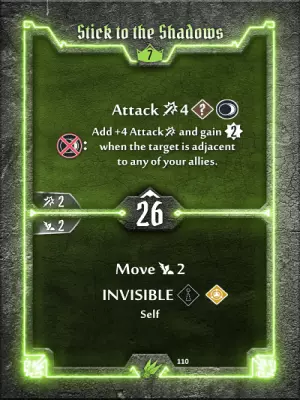 Stick to the Shadows
7
Attack 4 ?
Add +4 Attack and gain 2
: when the target is adjacent
to any of your allies.
2
26
2
Move 2
INVISIBLE
Self
110